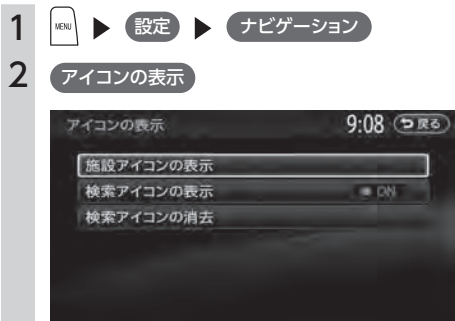 1 MENU ▶ 設定 ▶ ナビゲーション
2 アイコンの表示
アイコンの表示 9:08 戻る
施設アイコンの表示
検索アイコンの表示 ON
検索アイコンの消去